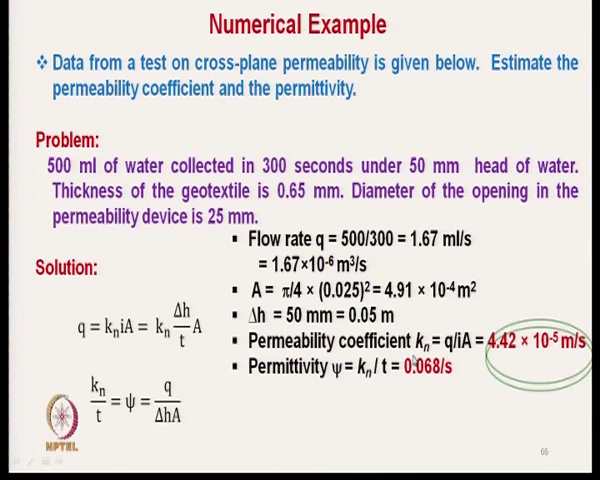 Numerical Example
❖ Data from a test on cross-plane permeability is given below. Estimate the
permeability coefficient and the permittivity.
Problem:
500 ml of water collected in 300 seconds under 50 mm head of water.
Thickness of the geotextile is 0.65 mm. Diameter of the opening in the
permeability device is 25 mm.
Solution:
▪ Flow rate q = 500/300 = 1.67 ml/s
= 1.67×10⁻⁶ m³/s
▪ A = π/4 × (0.025)² = 4.91 × 10⁻⁴ m²
▪ Δh = 50 mm = 0.05 m
▪ Permeability coefficient kₙ = q/iA = 4.42 × 10⁻⁵ m/s
▪ Permittivity ψ = kₙ / t = 0.068/s
q = kₙiA = kₙ Δh/t A
kₙ/t = ψ = q/ΔhA
NPTEL
66